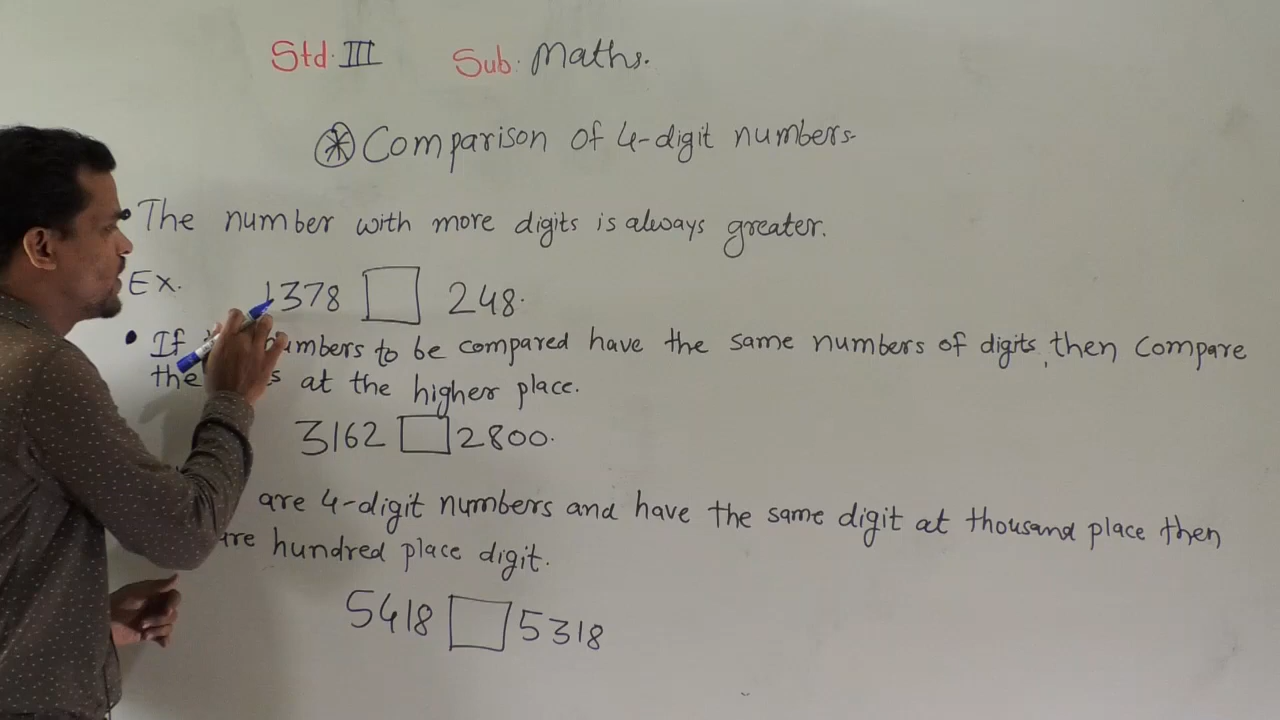 Std. III Sub. Maths.
* Comparison of 4-digit numbers.
• The number with more digits is always greater.
Ex. 1378 □ 248.
• If numbers to be compared have the same numbers of digits, then compare
the at the higher place.
3162 □ 2800.
are 4-digit numbers and have the same digit at thousand place then
hundred place digit.
5418 □ 5318